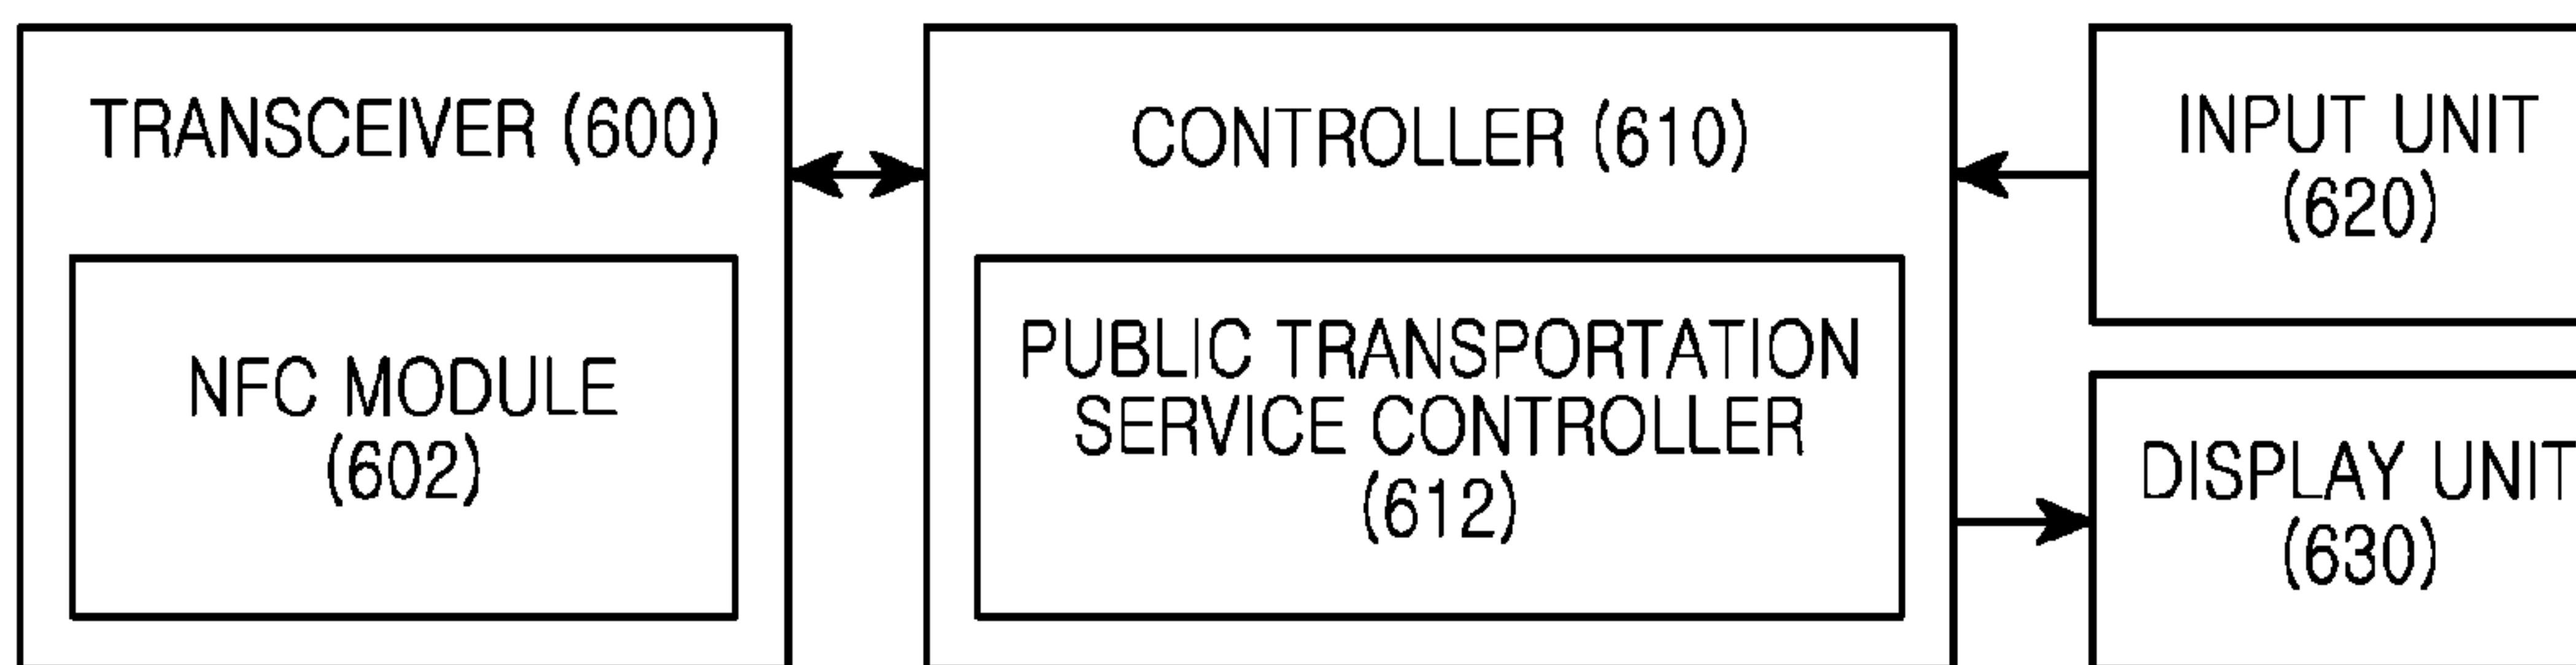 TRANSCEIVER (600)
NFC MODULE
(602)
CONTROLLER (610)
PUBLIC TRANSPORTATION
SERVICE CONTROLLER
(612)
INPUT UNIT
(620)
DISPLAY UNIT
(630)